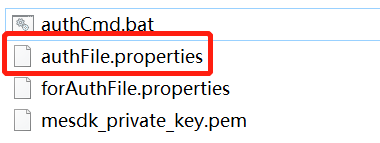 authCmd.bat
authFile.properties
forAuthFile.properties
mesdk_private_key.pem